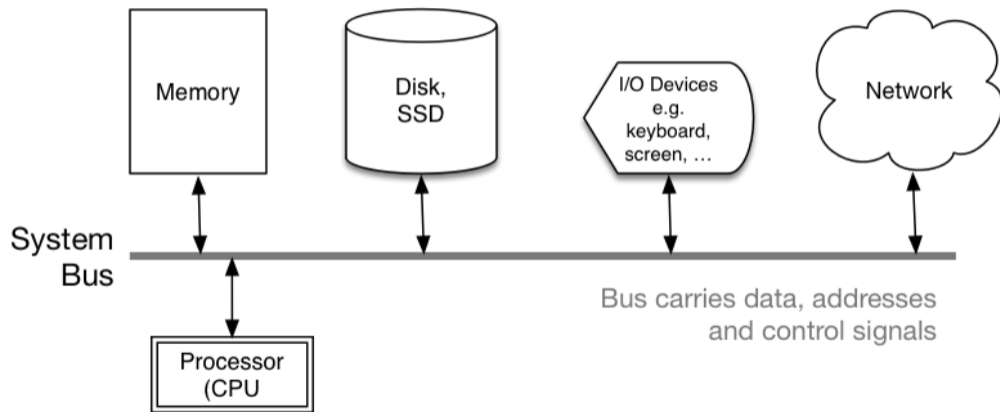 Memory
Disk,
SSD
I/O Devices
e.g.
keyboard,
screen, ...
Network
System
Bus
Bus carries data, addresses
and control signals
Processor
(CPU